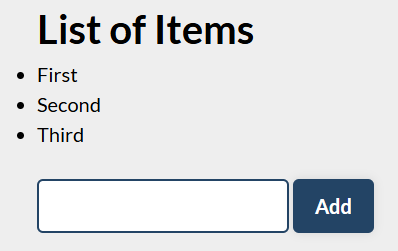 List of Items
First
Second
Third
Add